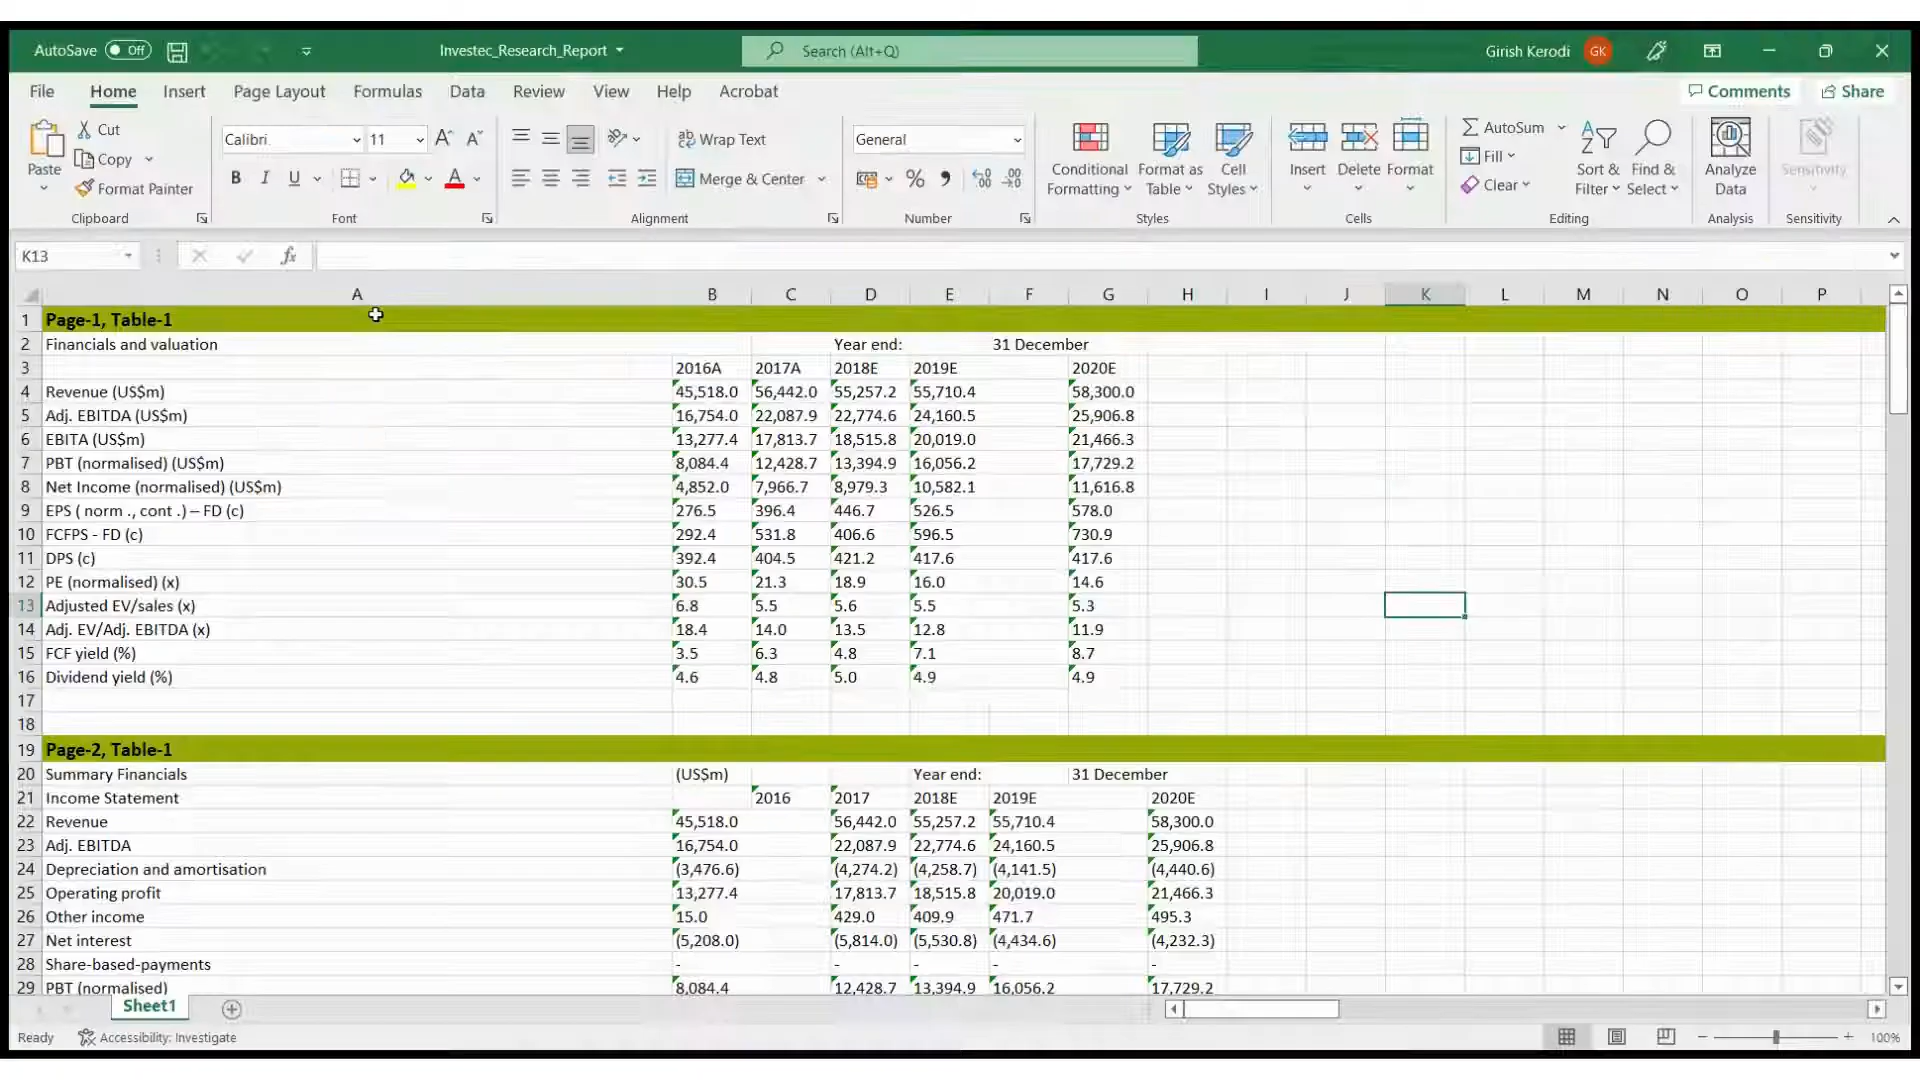 AutoSave Off Investec_Research_Report Search (Alt+Q) Girish Kerodi GK
File Home Insert Page Layout Formulas Data Review View Help Acrobat Comments Share
Paste Cut Copy Format Painter
Calibri 11
B I U A
Wrap Text
Merge & Center
General
% ,
Conditional Formatting Format as Table Cell Styles
Insert Delete Format
AutoSum Fill Clear
Sort & Filter Find & Select
Analyze Data
Sensitivity
Clipboard Font Alignment Number Styles Cells Editing Analysis Sensitivity
K13 fx
A B C D E F G H I J K L M N O P
1 Page-1, Table-1
2 Financials and valuation Year end: 31 December
3 2016A 2017A 2018E 2019E 2020E
4 Revenue (US$m) 45,518.0 56,442.0 55,257.2 55,710.4 58,300.0
5 Adj. EBITDA (US$m) 16,754.0 22,087.9 22,774.6 24,160.5 25,906.8
6 EBITA (US$m) 13,277.4 17,813.7 18,515.8 20,019.0 21,466.3
7 PBT (normalised) (US$m) 8,084.4 12,428.7 13,394.9 16,056.2 17,729.2
8 Net Income (normalised) (US$m) 4,852.0 7,966.7 8,979.3 10,582.1 11,616.8
9 EPS ( norm ., cont .) – FD (c) 276.5 396.4 446.7 526.5 578.0
10 FCFPS - FD (c) 292.4 531.8 406.6 596.5 730.9
11 DPS (c) 392.4 404.5 421.2 417.6 417.6
12 PE (normalised) (x) 30.5 21.3 18.9 16.0 14.6
13 Adjusted EV/sales (x) 6.8 5.5 5.6 5.5 5.3
14 Adj. EV/Adj. EBITDA (x) 18.4 14.0 13.5 12.8 11.9
15 FCF yield (%) 3.5 6.3 4.8 7.1 8.7
16 Dividend yield (%) 4.6 4.8 5.0 4.9 4.9
17
18
19 Page-2, Table-1
20 Summary Financials (US$m) Year end: 31 December
21 Income Statement 2016 2017 2018E 2019E 2020E
22 Revenue 45,518.0 56,442.0 55,257.2 55,710.4 58,300.0
23 Adj. EBITDA 16,754.0 22,087.9 22,774.6 24,160.5 25,906.8
24 Depreciation and amortisation (3,476.6) (4,274.2) (4,258.7) (4,141.5) (4,440.6)
25 Operating profit 13,277.4 17,813.7 18,515.8 20,019.0 21,466.3
26 Other income 15.0 429.0 409.9 471.7 495.3
27 Net interest (5,208.0) (5,814.0) (5,530.8) (4,434.6) (4,232.3)
28 Share-based-payments - - - - -
29 PBT (normalised) 8,084.4 12,428.7 13,394.9 16,056.2 17,729.2
Sheet1
Ready Accessibility: Investigate 100%